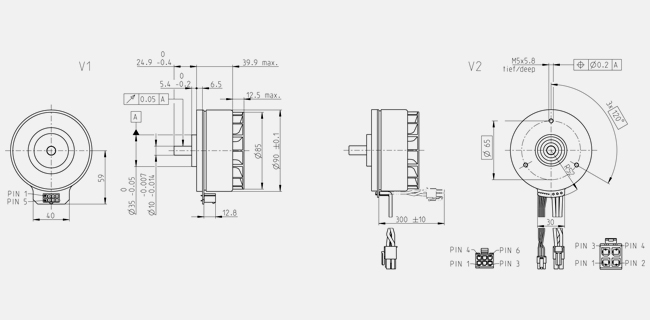 V1
0
24.9 -0.4
39.9 max.
0
5.4 -0.2
6.5
12.5 max.
0.05 A
A
59
PIN 1
PIN 5
40
0
Ø35 -0.05
-0.007
Ø10 -0.014
Ø85
Ø90 ±0.1
12.8
300 ±10
V2
M5x5.8
tief/deep
Ø0.2 A
3x 120°
Ø 65
30
PIN 4
PIN 6
PIN 1
PIN 3
PIN 3
PIN 4
PIN 1
PIN 2